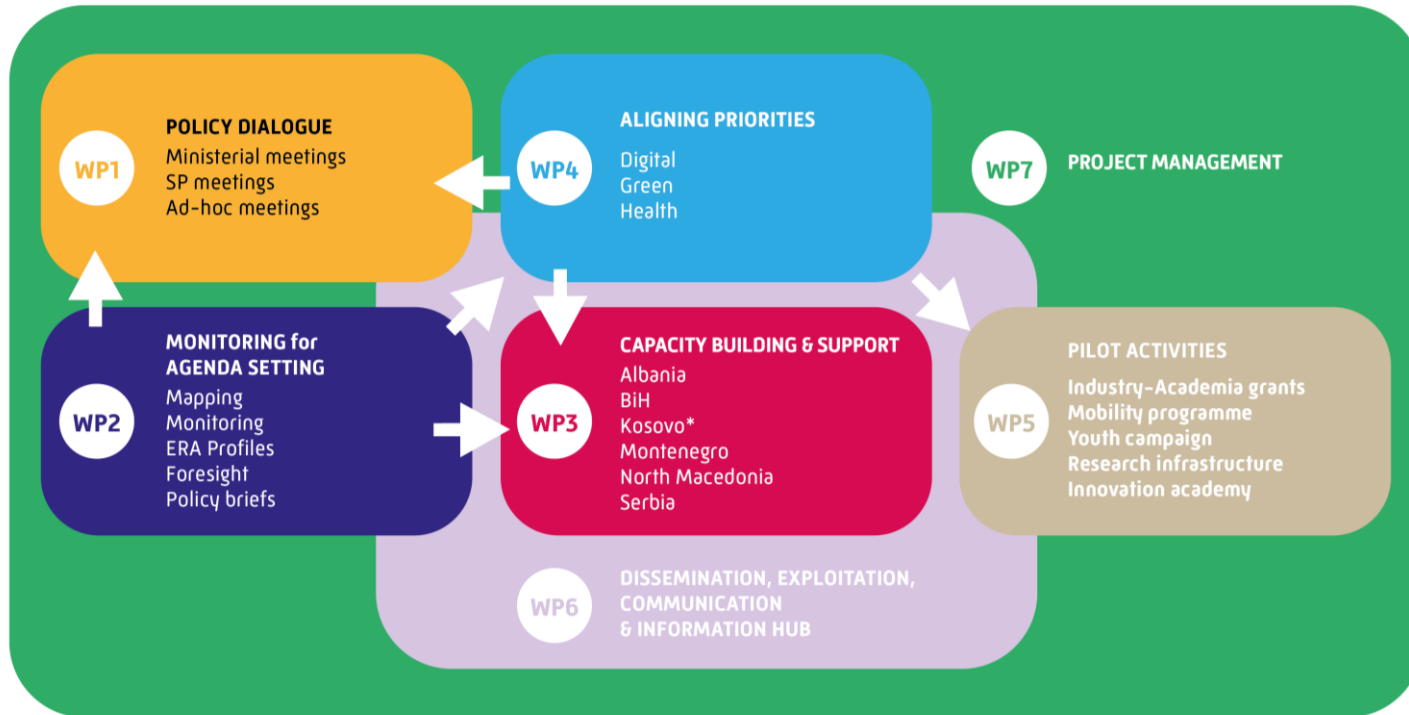 WP1
POLICY DIALOGUE
Ministerial meetings
SP meetings
Ad-hoc meetings
WP4
ALIGNING PRIORITIES
Digital
Green
Health
WP7
PROJECT MANAGEMENT
WP2
MONITORING for
AGENDA SETTING
Mapping
Monitoring
ERA Profiles
Foresight
Policy briefs
WP3
CAPACITY BUILDING & SUPPORT
Albania
BiH
Kosovo*
Montenegro
North Macedonia
Serbia
WP5
PILOT ACTIVITIES
Industry-Academia grants
Mobility programme
Youth campaign
Research infrastructure
Innovation academy
WP6
DISSEMINATION, EXPLOITATION,
COMMUNICATION
& INFORMATION HUB